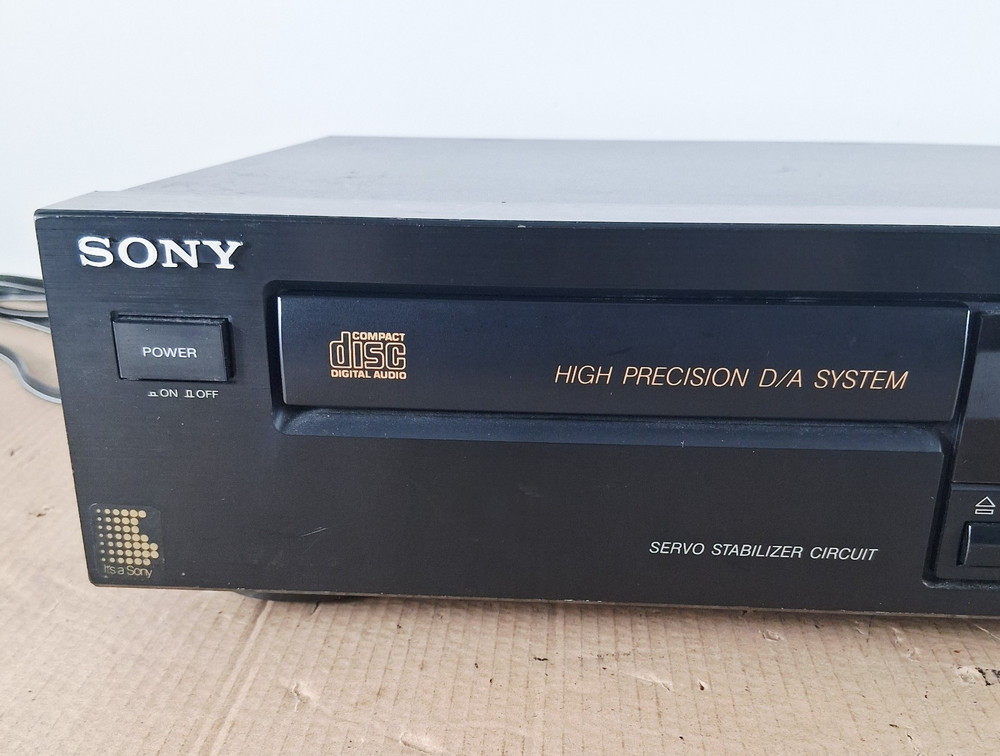 SONY
POWER
ON OFF
COMPACT
disc
DIGITAL AUDIO
HIGH PRECISION D/A SYSTEM
SERVO STABILIZER CIRCUIT
It's a Sony